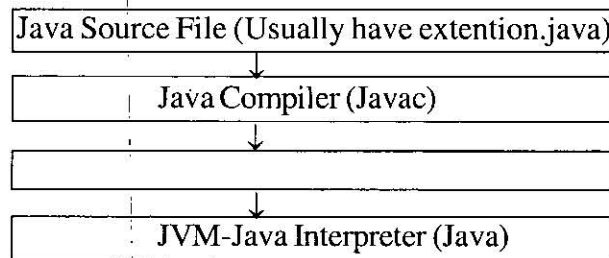 Java Source File (Usually have extention.java)
Java Compiler (Javac)
JVM-Java Interpreter (Java)